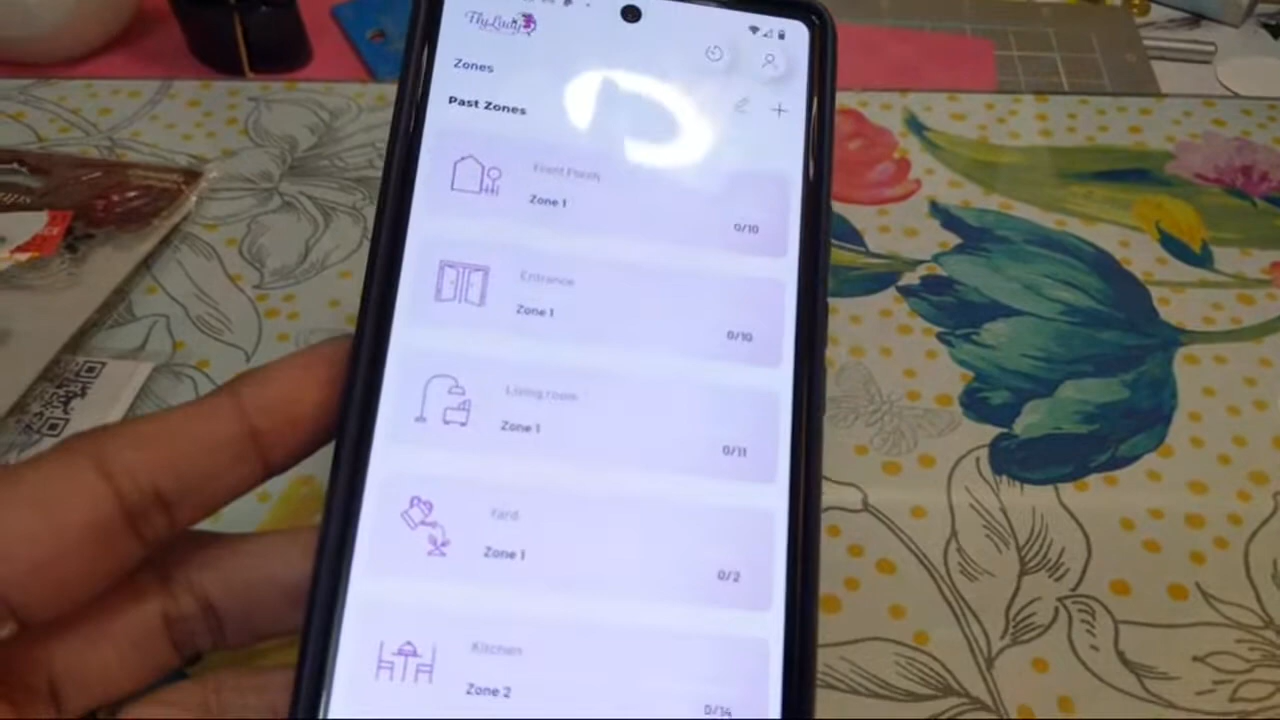 FlyLady
Zones
Past Zones
Front Porch
Zone 1
0/10
Entrance
Zone 1
0/10
Living room
Zone 1
0/11
Yard
Zone 1
0/2
Kitchen
Zone 2
0/14